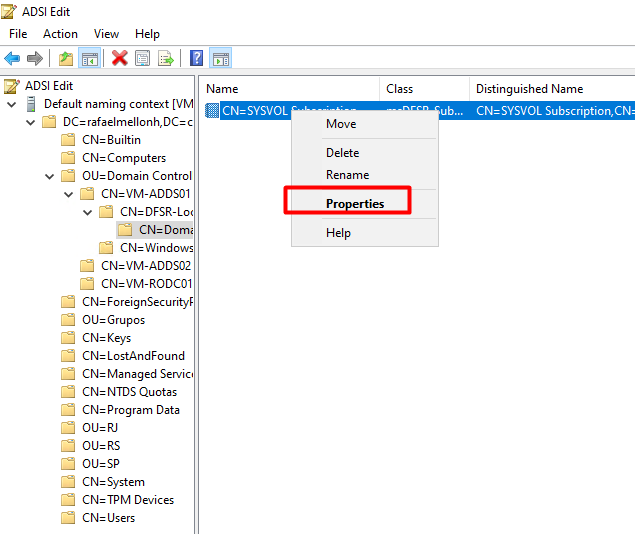 ADSI Edit
File Action View Help
ADSI Edit
Default naming context [VM
DC=rafaelmellonh,DC=c
CN=Builtin
CN=Computers
OU=Domain Control
CN=VM-ADDS01
CN=DFSR-Loc
CN=Doma
CN=Windows
CN=VM-ADDS02
CN=VM-RODC01
CN=ForeignSecurityP
OU=Grupos
CN=Keys
CN=LostAndFound
CN=Managed Service
CN=NTDS Quotas
CN=Program Data
OU=RJ
OU=RS
OU=SP
CN=System
CN=TPM Devices
CN=Users
Name Class Distinguished Name
CN=SYSVOL Subscription msDFSR-Sub... CN=SYSVOL Subscription,CN=
Move
Delete
Rename
Properties
Help